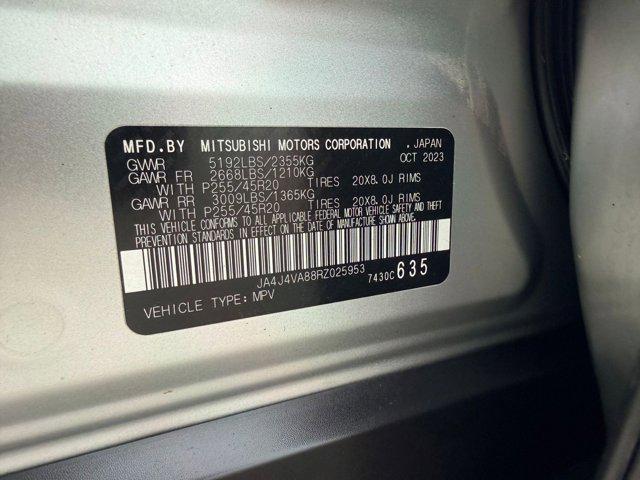 MFD.BY MITSUBISHI MOTORS CORPORATION , JAPAN
GVWR 5192LBS/2355KG OCT 2023
GAWR FR 2668LBS/1210KG
WITH P255/45R20 TIRES 20X8.0J RIMS
GAWR RR 3009LBS/1365KG
WITH P255/45R20 TIRES 20X8.0J RIMS
THIS VEHICLE CONFORMS TO ALL APPLICABLE FEDERAL MOTOR VEHICLE SAFETY AND THEFT
PREVENTION STANDARDS IN EFFECT ON THE DATE OF MANUFACTURE SHOWN ABOVE.
JA4J4VA88RZ025953 7430C 635
VEHICLE TYPE: MPV